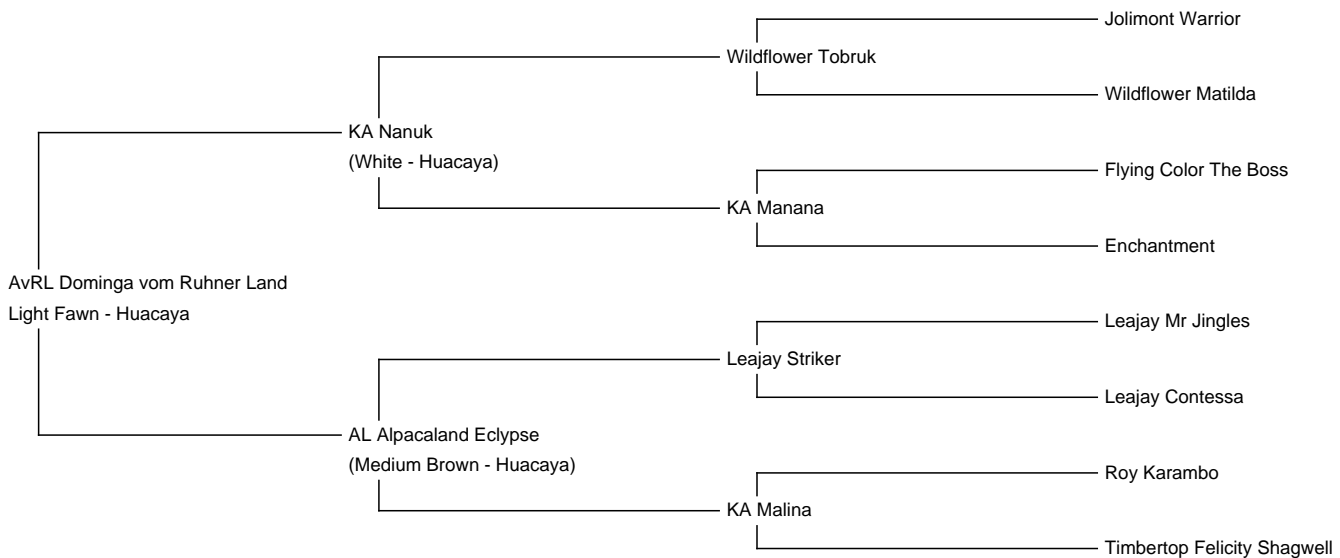 Jolimont Warrior
Wildflower Tobruk
Wildflower Matilda
KA Nanuk
(White - Huacaya)
Flying Color The Boss
KA Manana
Enchantment
AvRL Dominga vom Ruhner Land
Light Fawn - Huacaya
Leajay Mr Jingles
Leajay Striker
Leajay Contessa
AL Alpacaland Eclypse
(Medium Brown - Huacaya)
Roy Karambo
KA Malina
Timbertop Felicity Shagwell